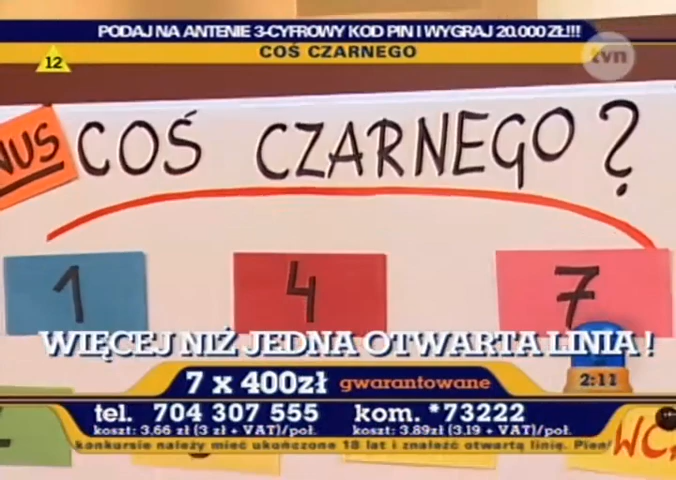 PODAJ NA ANTENIE 3-CYFROWY KOD PIN I WYGRAJ 20.000 ZŁ!!!
COŚ CZARNEGO
12
tvn
COŚ CZARNEGO?
1 4 7
WIĘCEJ NIŻ JEDNA OTWARTA LINIA!
7 x 400zł gwarantowane
2:11
tel. 704 307 555 kom. *73222
koszt: 3.66 zł (3 zł + VAT)/poł. koszt: 3.89zł (3.19 + VAT)/poł.
konkursie należy mieć ukończone 18 lat i znaleźć otwartą linię.